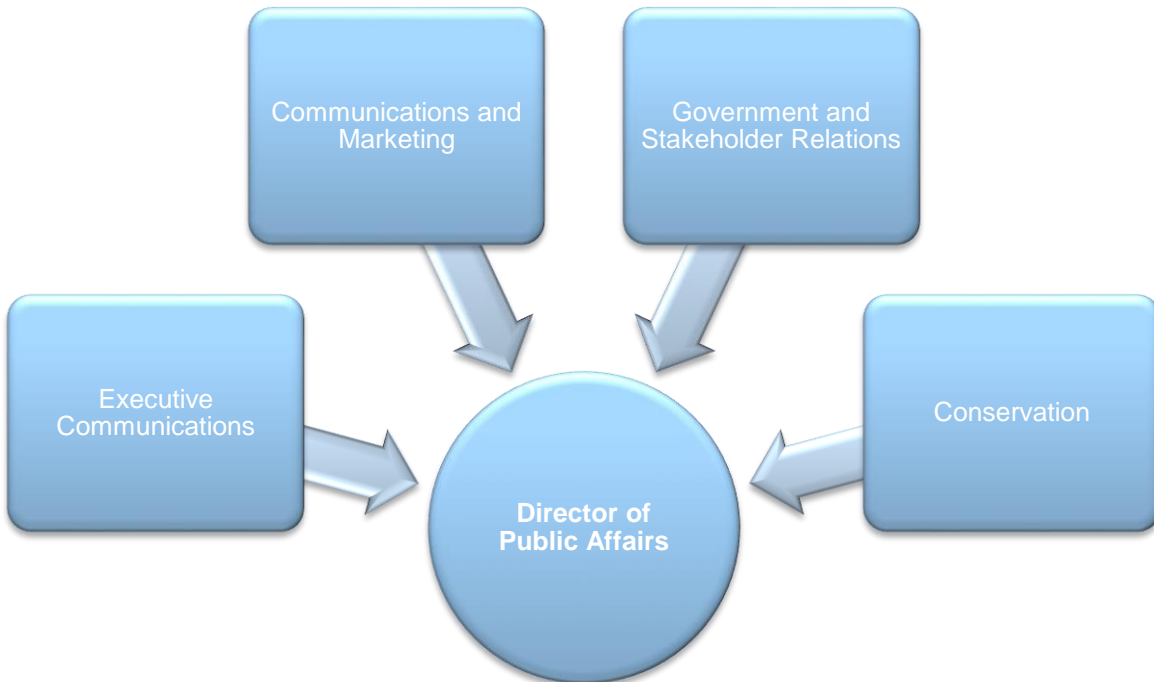 Communications and
Marketing
Government and
Stakeholder Relations
Executive
Communications
Conservation
Director of
Public Affairs